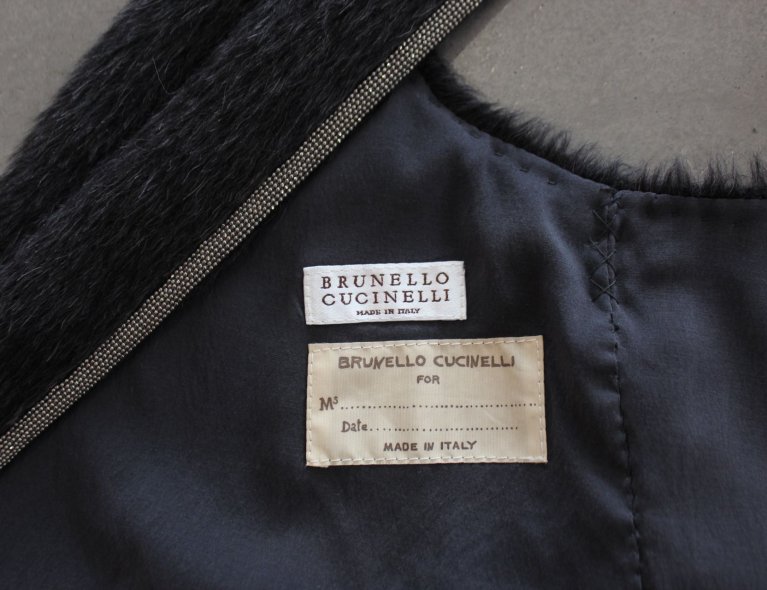 BRUNELLO
CUCINELLI
MADE IN ITALY
BRUNELLO CUCINELLI
FOR
Ms..............................
Date..........................
MADE IN ITALY